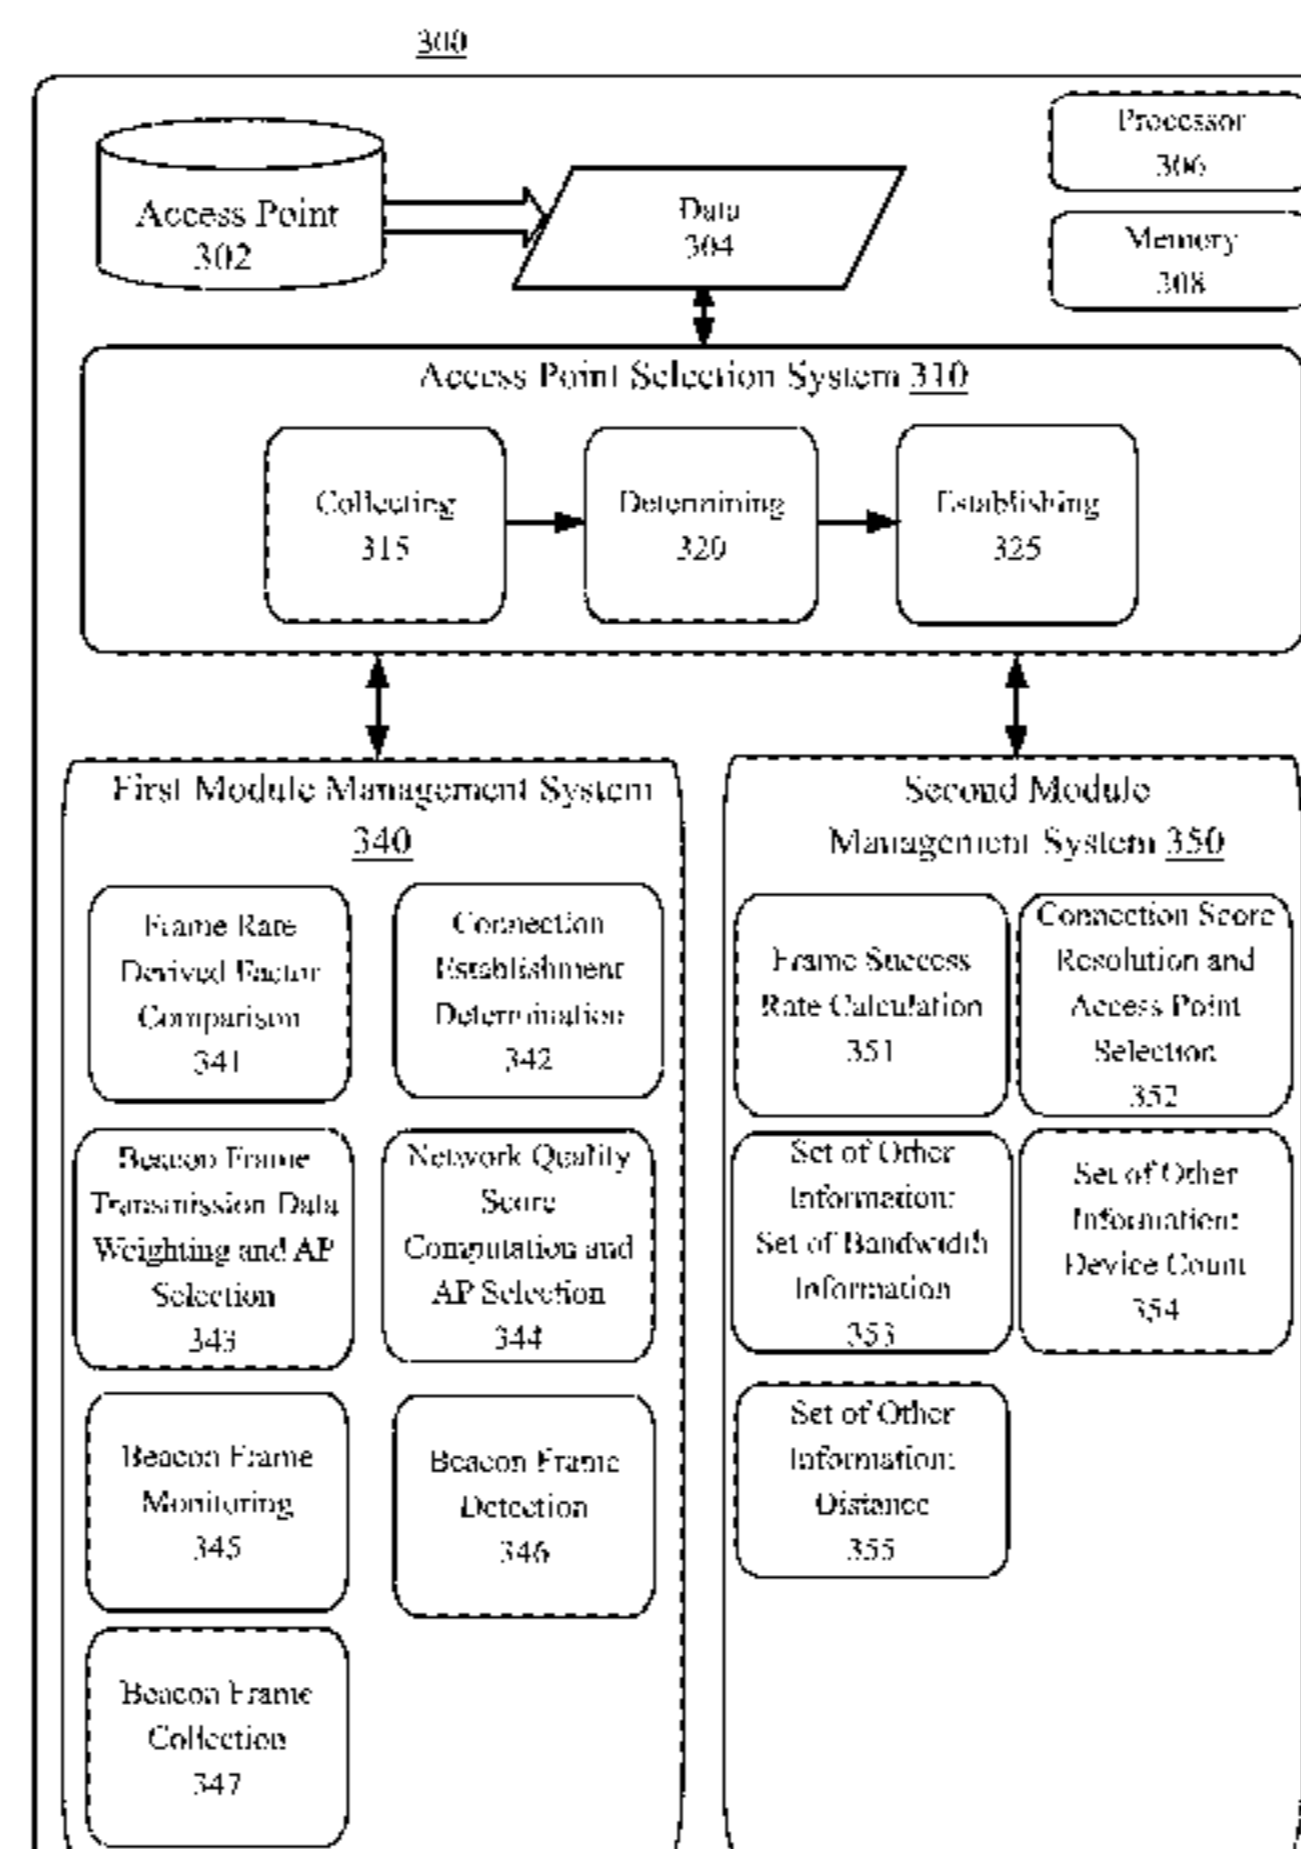 300
Processor
306
Access Point
302
Data
304
Memory
308
Access Point Selection System 310
Collecting
315
Determining
320
Establishing
325
First Module Management System
340
Frame Rate
Derived Factor
Comparison
341
Connection
Establishment
Determination
342
Beacon Frame
Transmission Data
Weighting and AP
Selection
343
Network Quality
Score
Computation and
AP Selection
344
Beacon Frame
Monitoring
345
Beacon Frame
Detection
346
Beacon Frame
Collection
347
Second Module
Management System 350
Frame Success
Rate Calculation
351
Connection Score
Resolution and
Access Point
Selection
352
Set of Other
Information:
Set of Bandwidth
Information
353
Set of Other
Information:
Device Count
354
Set of Other
Information:
Distance
355